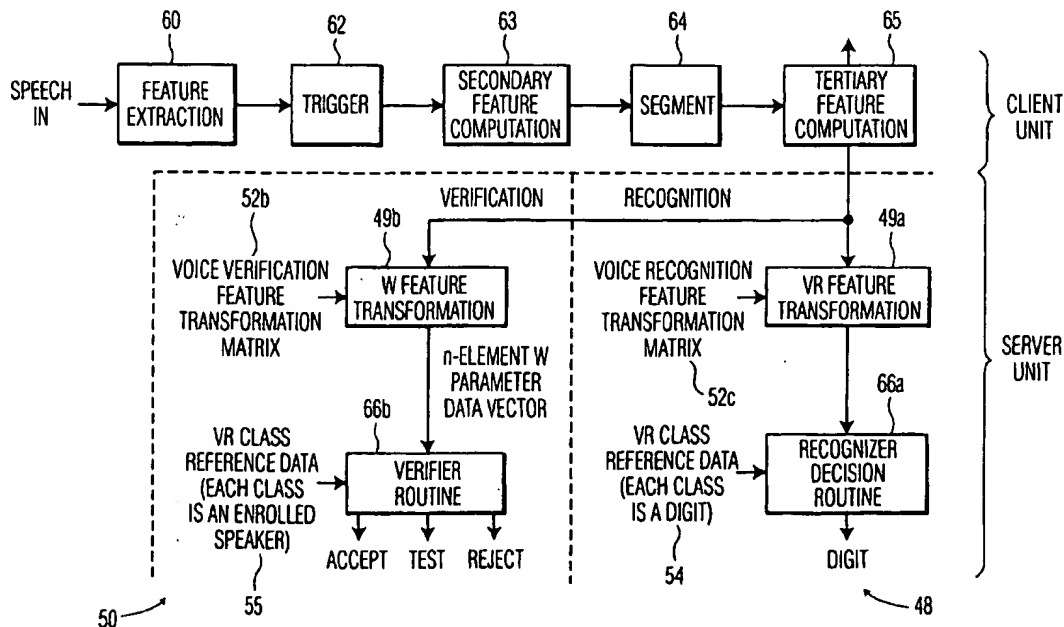 60
62
63
64
65
SPEECH
IN
FEATURE
EXTRACTION
TRIGGER
SECONDARY
FEATURE
COMPUTATION
SEGMENT
TERTIARY
FEATURE
COMPUTATION
CLIENT
UNIT
VERIFICATION
RECOGNITION
52b
49b
49a
VOICE VERIFICATION
FEATURE
TRANSFORMATION
MATRIX
W FEATURE
TRANSFORMATION
VOICE RECOGNITION
FEATURE
TRANSFORMATION
MATRIX
VR FEATURE
TRANSFORMATION
SERVER
UNIT
n-ELEMENT W
PARAMETER
DATA VECTOR
52c
66b
66a
VR CLASS
REFERENCE DATA
(EACH CLASS
IS AN ENROLLED
SPEAKER)
VERIFIER
ROUTINE
VR CLASS
REFERENCE DATA
(EACH CLASS
IS A DIGIT)
RECOGNIZER
DECISION
ROUTINE
ACCEPT
TEST
REJECT
DIGIT
55
54
50
48